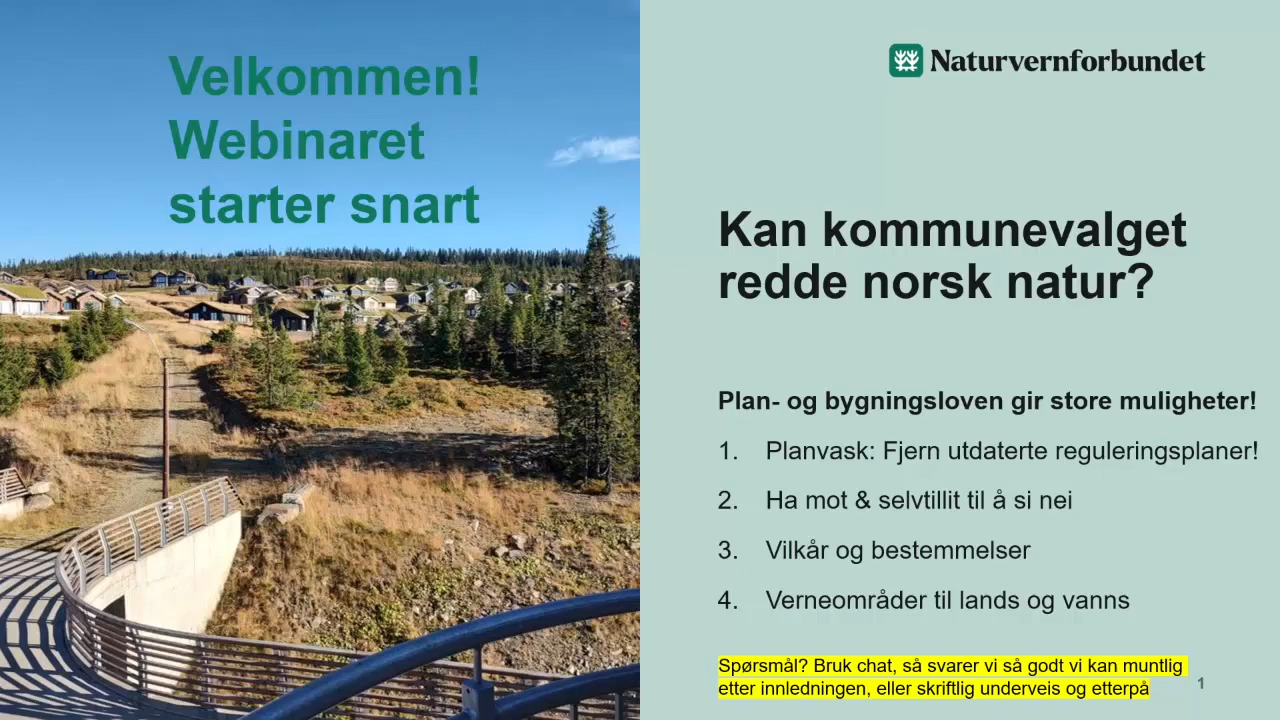 Velkommen!
Webinaret
starter snart
Naturvernforbundet
Kan kommunevalget
redde norsk natur?
Plan- og bygningsloven gir store muligheter!
1. Planvask: Fjern utdaterte reguleringsplaner!
2. Ha mot & selvtillit til å si nei
3. Vilkår og bestemmelser
4. Verneområder til lands og vanns
Spørsmål? Bruk chat, så svarer vi så godt vi kan muntlig
etter innledningen, eller skriftlig underveis og etterpå
1